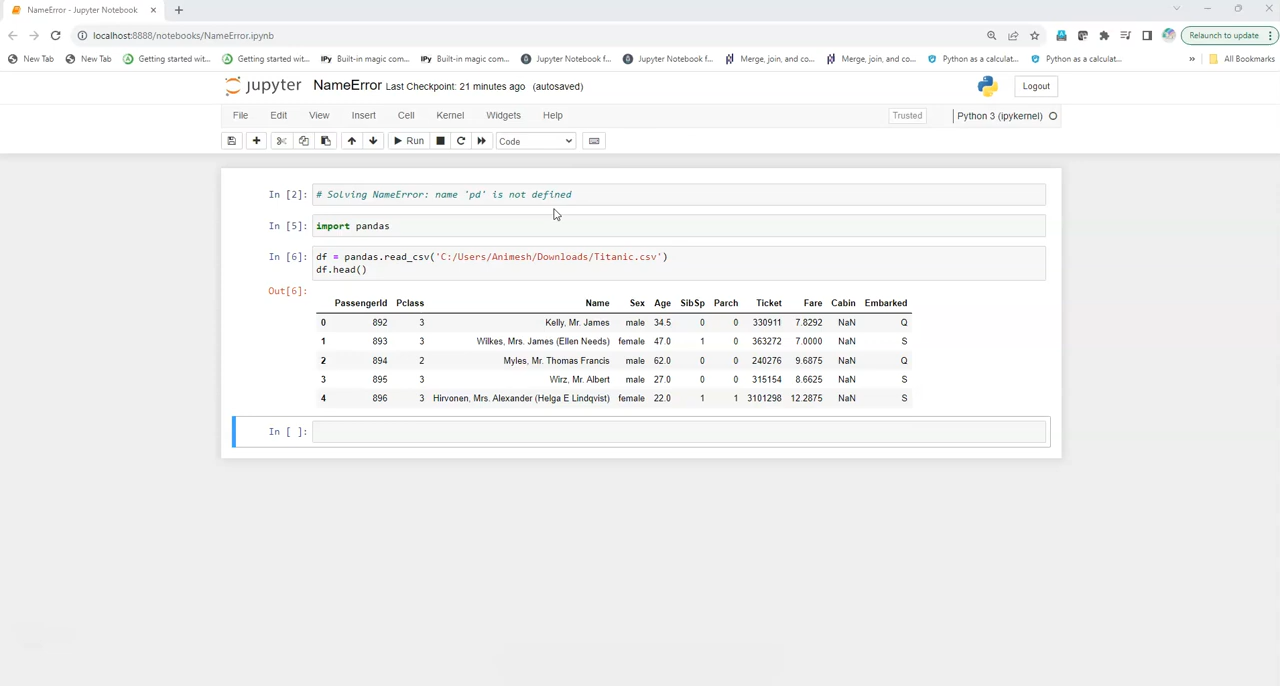 NameError - Jupyter Notebook
localhost:8888/notebooks/NameError.ipynb
Relaunch to update
New Tab New Tab Getting started wit... Getting started wit... IPy Built-in magic com... IPy Built-in magic com... Jupyter Notebook f... Jupyter Notebook f... Merge, join, and co... Merge, join, and co... Python as a calculat... Python as a calculat... » All Bookmarks
jupyter NameError Last Checkpoint: 21 minutes ago (autosaved) Logout
File Edit View Insert Cell Kernel Widgets Help Trusted Python 3 (ipykernel)
Run Code
In [2]: # Solving NameError: name 'pd' is not defined
In [5]: import pandas
In [6]: df = pandas.read_csv('C:/Users/Animesh/Downloads/Titanic.csv')
df.head()
Out[6]:
PassengerId Pclass Name Sex Age SibSp Parch Ticket Fare Cabin Embarked
0 892 3 Kelly, Mr. James male 34.5 0 0 330911 7.8292 NaN Q
1 893 3 Wilkes, Mrs. James (Ellen Needs) female 47.0 1 0 363272 7.0000 NaN S
2 894 2 Myles, Mr. Thomas Francis male 62.0 0 0 240276 9.6875 NaN Q
3 895 3 Wirz, Mr. Albert male 27.0 0 0 315154 8.6625 NaN S
4 896 3 Hirvonen, Mrs. Alexander (Helga E Lindqvist) female 22.0 1 1 3101298 12.2875 NaN S
In [ ]: